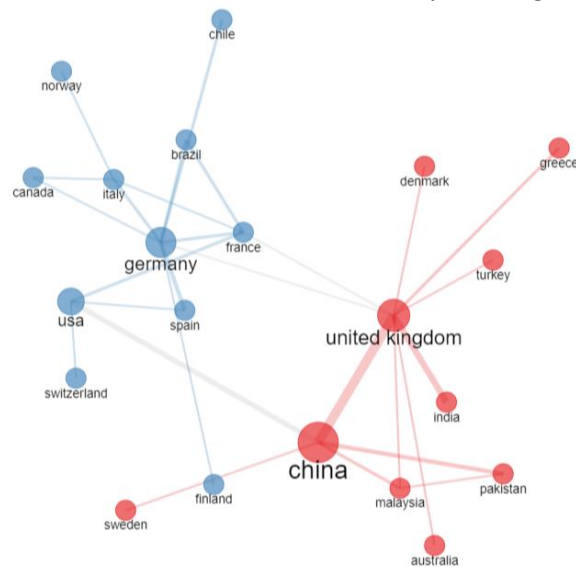 chile
norway
brazil
denmark
greece
canada
italy
france
germany
turkey
usa
spain
united kingdom
switzerland
india
china
finland
malaysia
pakistan
sweden
australia